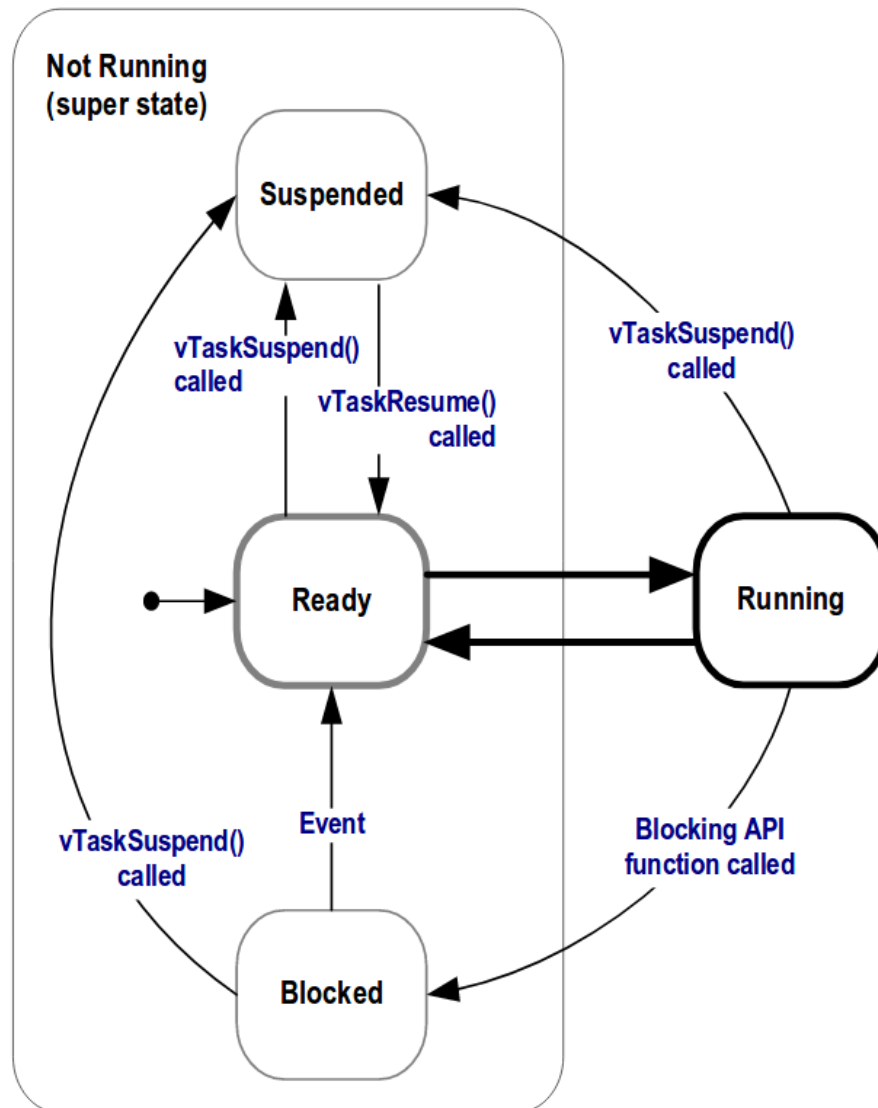 Not Running
(super state)
Suspended
vTaskSuspend()
called
vTaskResume()
called
vTaskSuspend()
called
Ready
Running
Event
vTaskSuspend()
called
Blocking API
function called
Blocked